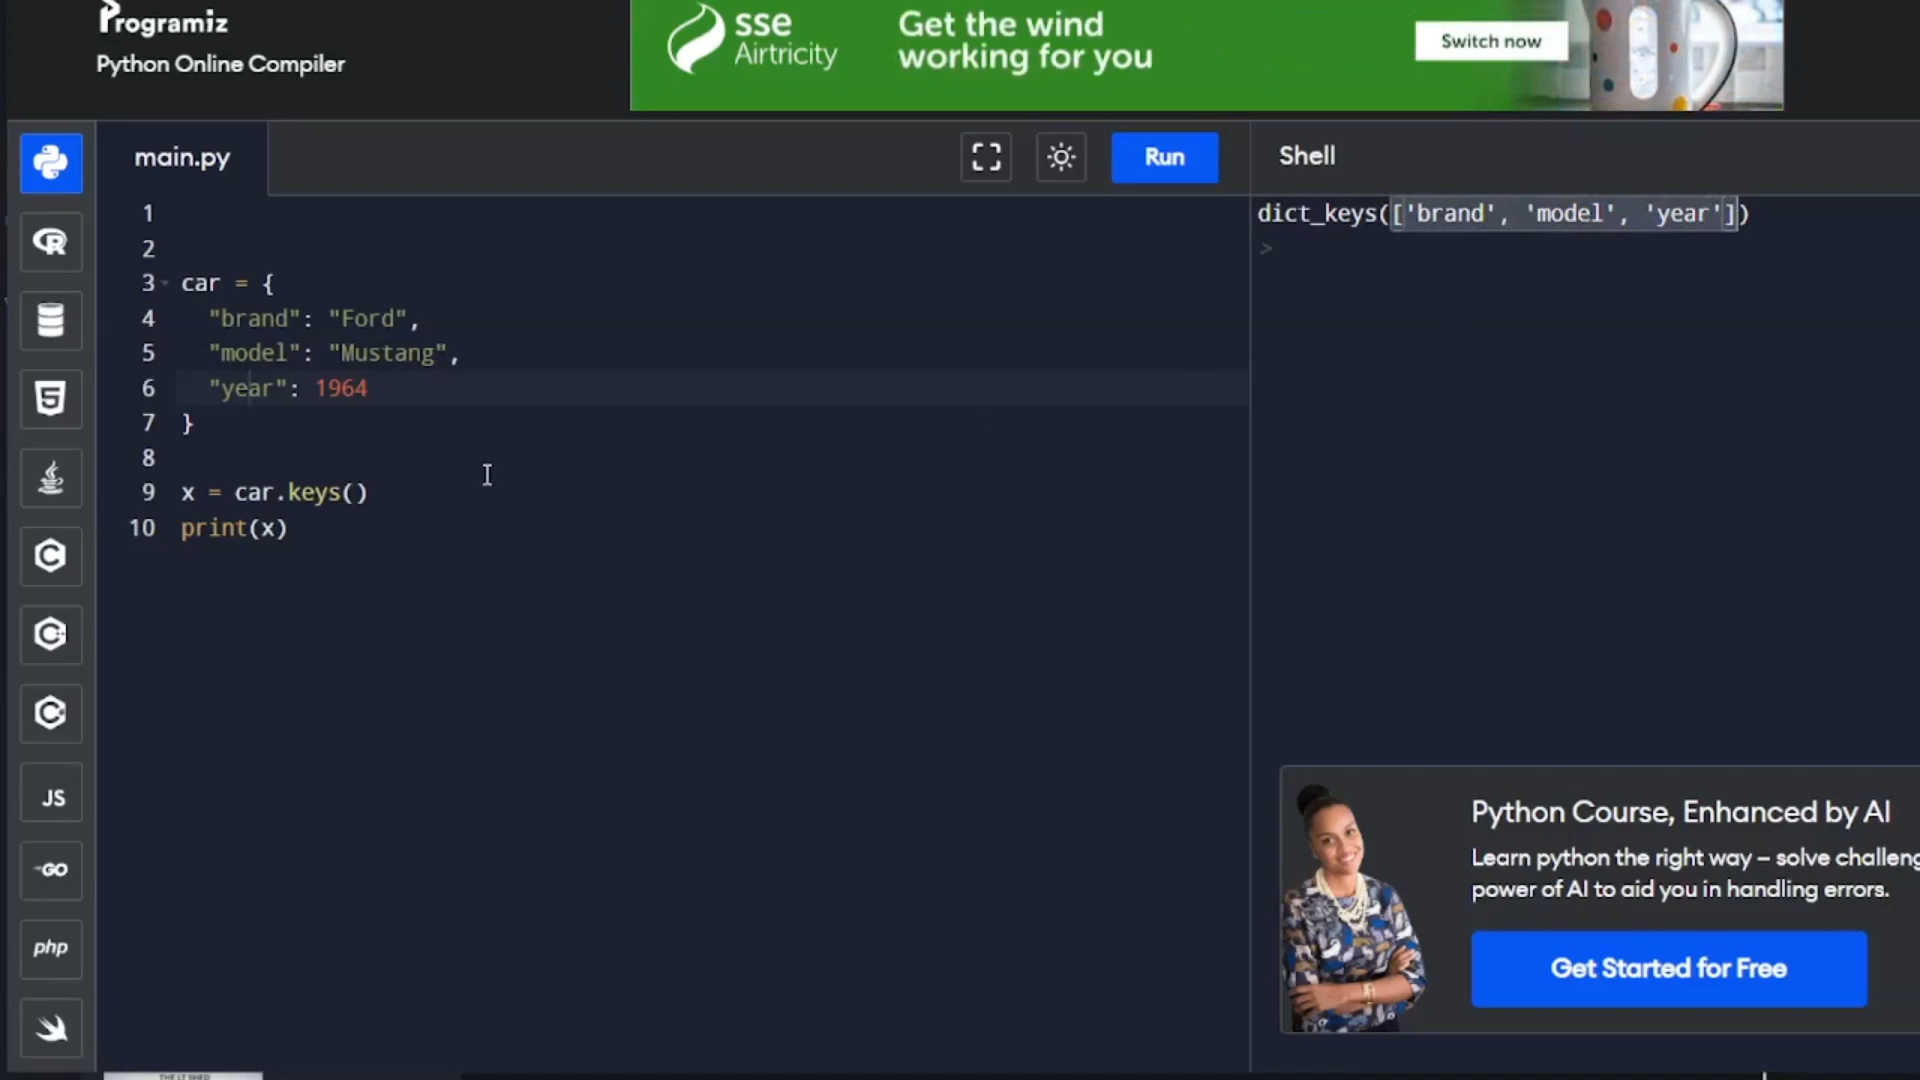 Programiz
Python Online Compiler
sse
Airtricity
Get the wind
working for you
Switch now
main.py
Run
Shell
1
2
3 car = {
4 "brand": "Ford",
5 "model": "Mustang",
6 "year": 1964
7 }
8
9 x = car.keys()
10 print(x)
dict_keys(['brand', 'model', 'year'])
>
R
5
C
C
C
JS
GO
php
Python Course, Enhanced by AI
Learn python the right way – solve challeng
power of AI to aid you in handling errors.
Get Started for Free